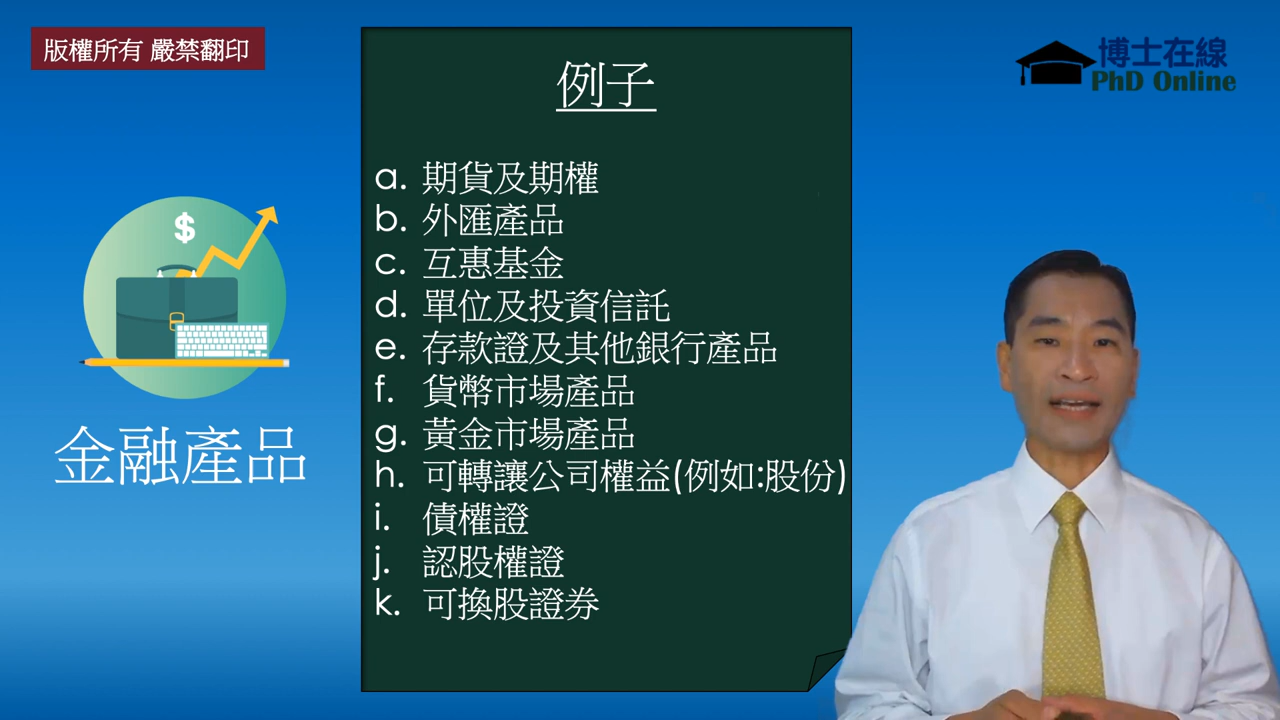 版權所有 嚴禁翻印
博士在線
PhD Online
例子
a. 期貨及期權
b. 外匯產品
c. 互惠基金
d. 單位及投資信託
e. 存款證及其他銀行產品
f. 貨幣市場產品
g. 黃金市場產品
h. 可轉讓公司權益(例如:股份)
i. 債權證
j. 認股權證
k. 可換股證券
$
金融產品